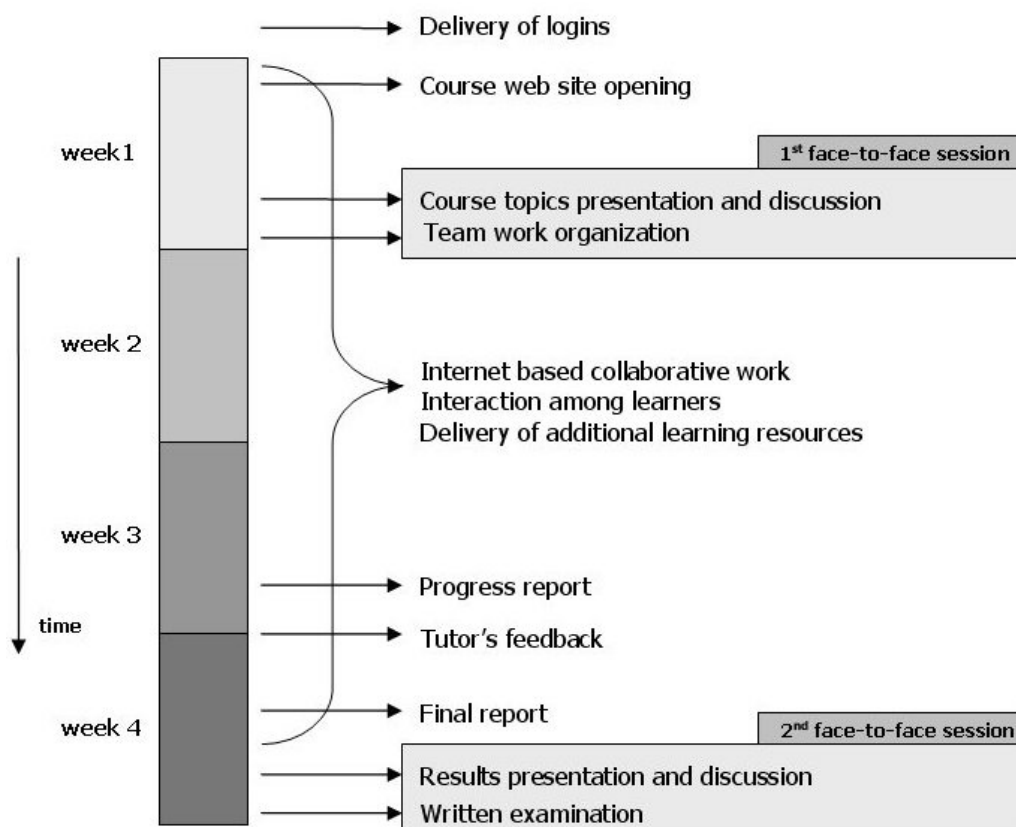 Delivery of logins
Course web site opening
week1
1st face-to-face session
Course topics presentation and discussion
Team work organization
week 2
Internet based collaborative work
Interaction among learners
Delivery of additional learning resources
week 3
Progress report
time
Tutor's feedback
week 4
Final report
2nd face-to-face session
Results presentation and discussion
Written examination